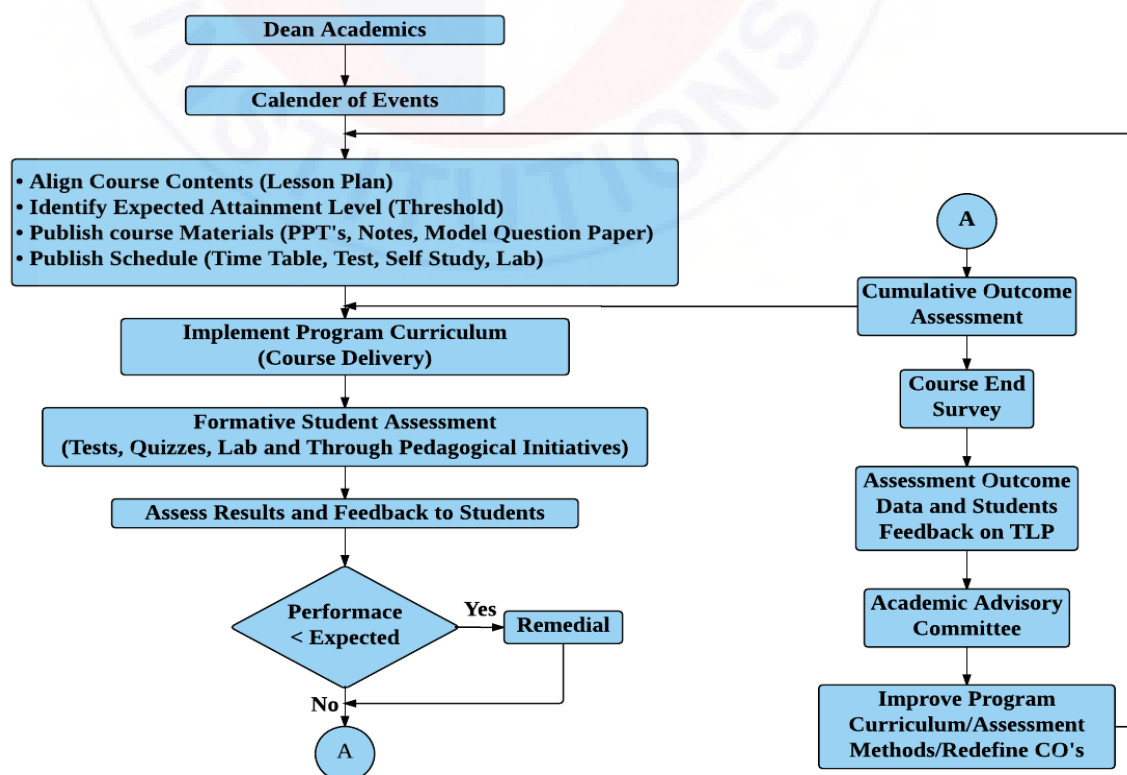 Dean Academics
Calender of Events
• Align Course Contents (Lesson Plan)
• Identify Expected Attainment Level (Threshold)
• Publish course Materials (PPT's, Notes, Model Question Paper)
• Publish Schedule (Time Table, Test, Self Study, Lab)
Implement Program Curriculum
(Course Delivery)
Formative Student Assessment
(Tests, Quizzes, Lab and Through Pedagogical Initiatives)
Assess Results and Feedback to Students
Performace
< Expected
Yes
Remedial
No
A
A
Cumulative Outcome
Assessment
Course End
Survey
Assessment Outcome
Data and Students
Feedback on TLP
Academic Advisory
Committee
Improve Program
Curriculum/Assessment
Methods/Redefine CO's
INSTITUTIONS